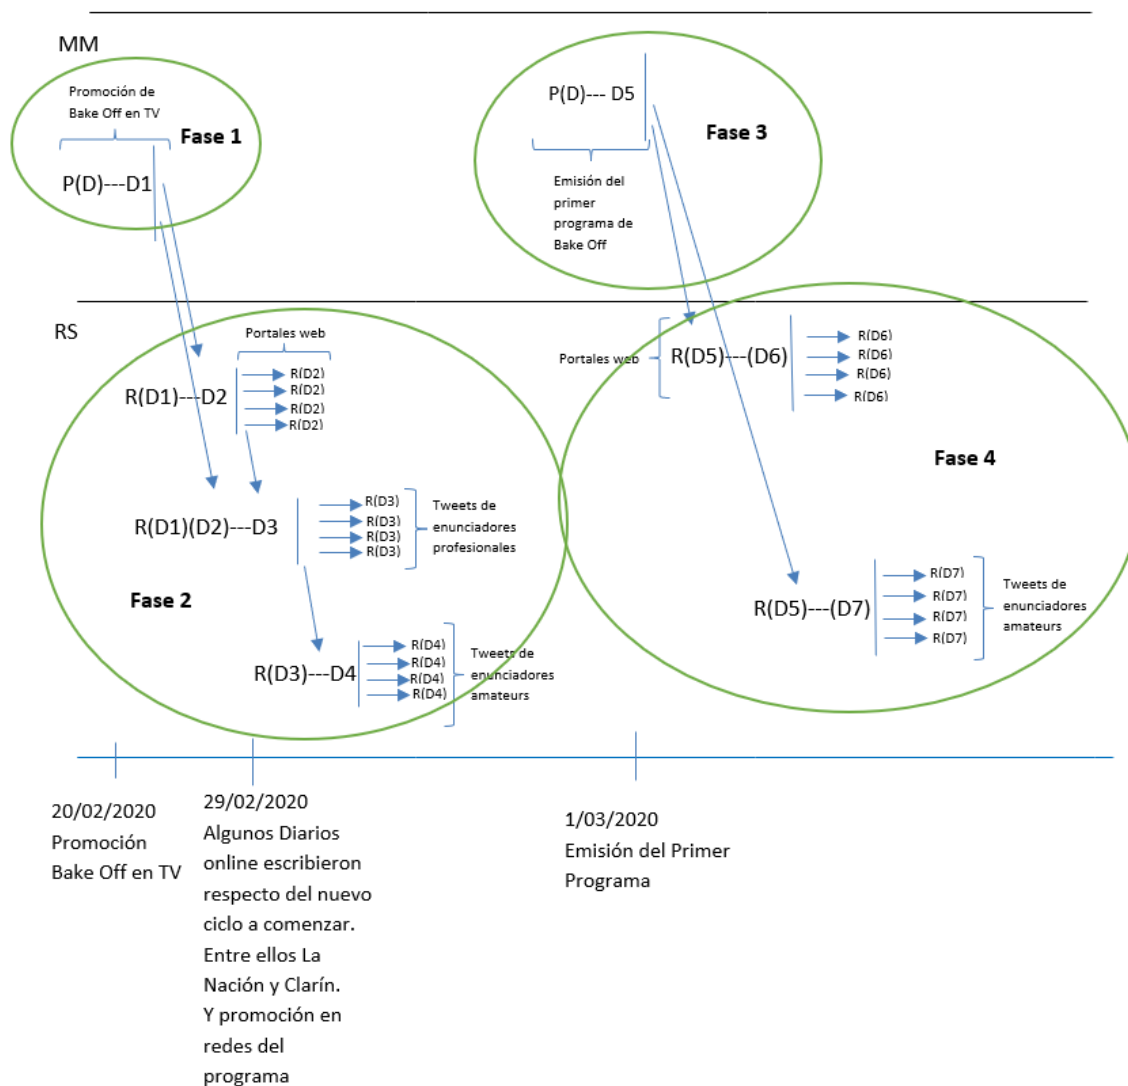 MM
Promoción de
Bake Off en TV
Fase 1
P(D)---D1
P(D)--- D5
Fase 3
Emisión del
primer
programa de
Bake Off
RS
Portales web
R(D1)---D2
R(D2)
R(D2)
R(D2)
R(D2)
R(D1)(D2)---D3
R(D3)
R(D3)
R(D3)
R(D3)
Tweets de
enunciadores
profesionales
Fase 2
R(D3)---D4
R(D4)
R(D4)
R(D4)
R(D4)
Tweets de
enunciadores
amateurs
Portales web
R(D5)---(D6)
R(D6)
R(D6)
R(D6)
R(D6)
Fase 4
R(D5)---(D7)
R(D7)
R(D7)
R(D7)
R(D7)
Tweets de
enunciadores
amateurs
20/02/2020
Promoción
Bake Off en TV
29/02/2020
Algunos Diarios
online escribieron
respecto del nuevo
ciclo a comenzar.
Entre ellos La
Nación y Clarín.
Y promoción en
redes del
programa
1/03/2020
Emisión del Primer
Programa